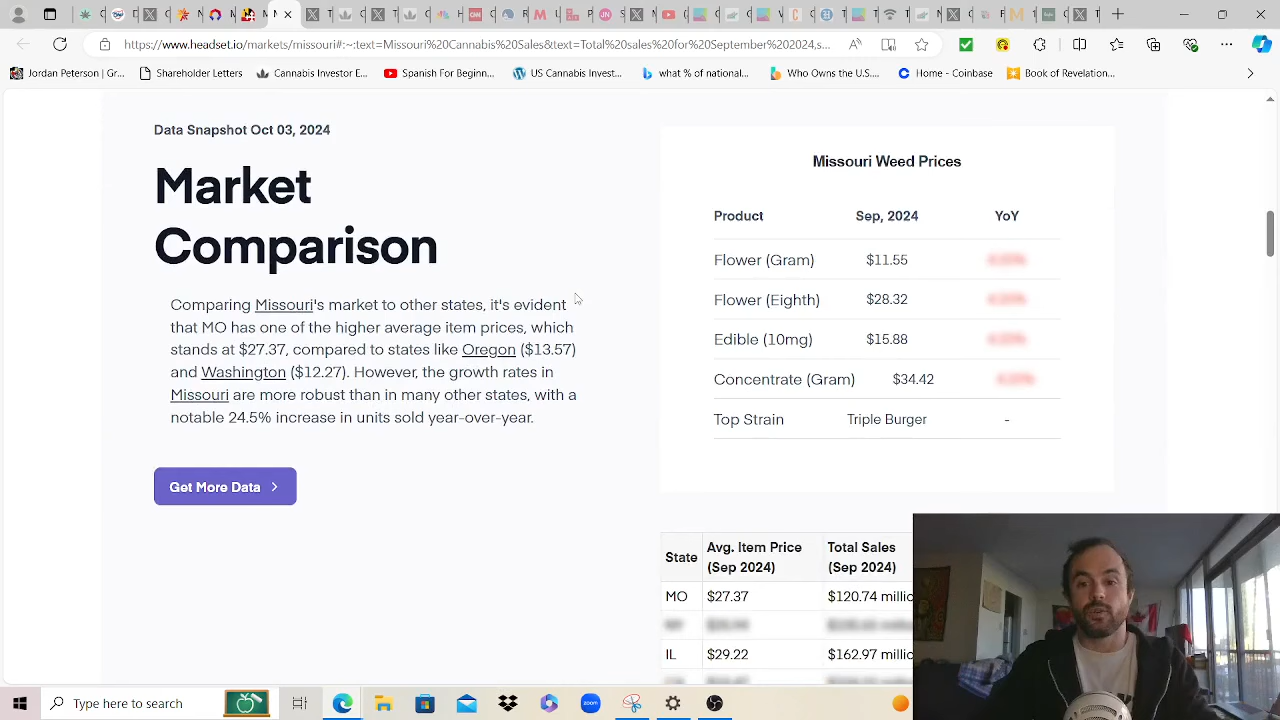 https://www.headset.io/markets/missouri#:~:text=Missouri%20Cannabis%20Sales&text=Total%20sales%20for%20September%202024,s...
Jordan Peterson | Gr...
Shareholder Letters
Cannabis Investor E...
Spanish For Beginn...
US Cannabis Invest...
what % of national...
Who Owns the U.S....
Home - Coinbase
Book of Revelation...
Data Snapshot Oct 03, 2024
Market
Comparison
Comparing Missouri's market to other states, it's evident
that MO has one of the higher average item prices, which
stands at $27.37, compared to states like Oregon ($13.57)
and Washington ($12.27). However, the growth rates in
Missouri are more robust than in many other states, with a
notable 24.5% increase in units sold year-over-year.
Get More Data
Missouri Weed Prices
Product Sep, 2024 YoY
Flower (Gram) $11.55
Flower (Eighth) $28.32
Edible (10mg) $15.88
Concentrate (Gram) $34.42
Top Strain Triple Burger -
State Avg. Item Price (Sep 2024) Total Sales (Sep 2024)
MO $27.37 $120.74 millio
IL $29.22 $162.97 millio
Type here to search
zoom